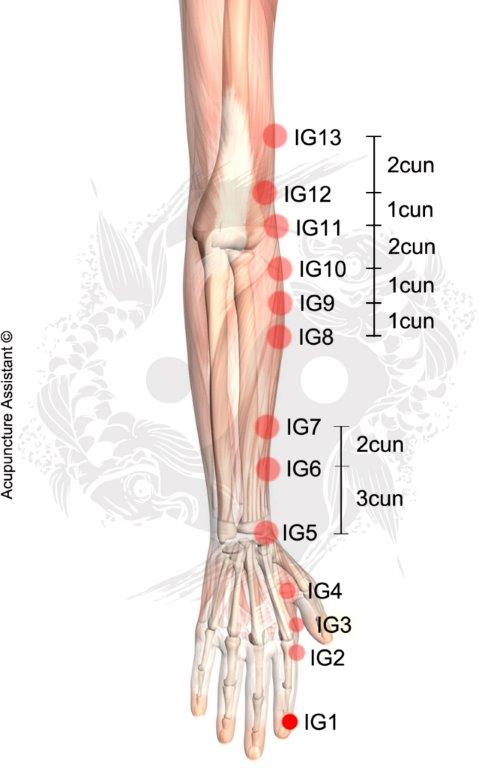 IG13
2cun
IG12
1cun
IG11
2cun
IG10
1cun
IG9
1cun
IG8
IG7
2cun
IG6
3cun
IG5
IG4
IG3
IG2
IG1
Acupuncture Assistant ©